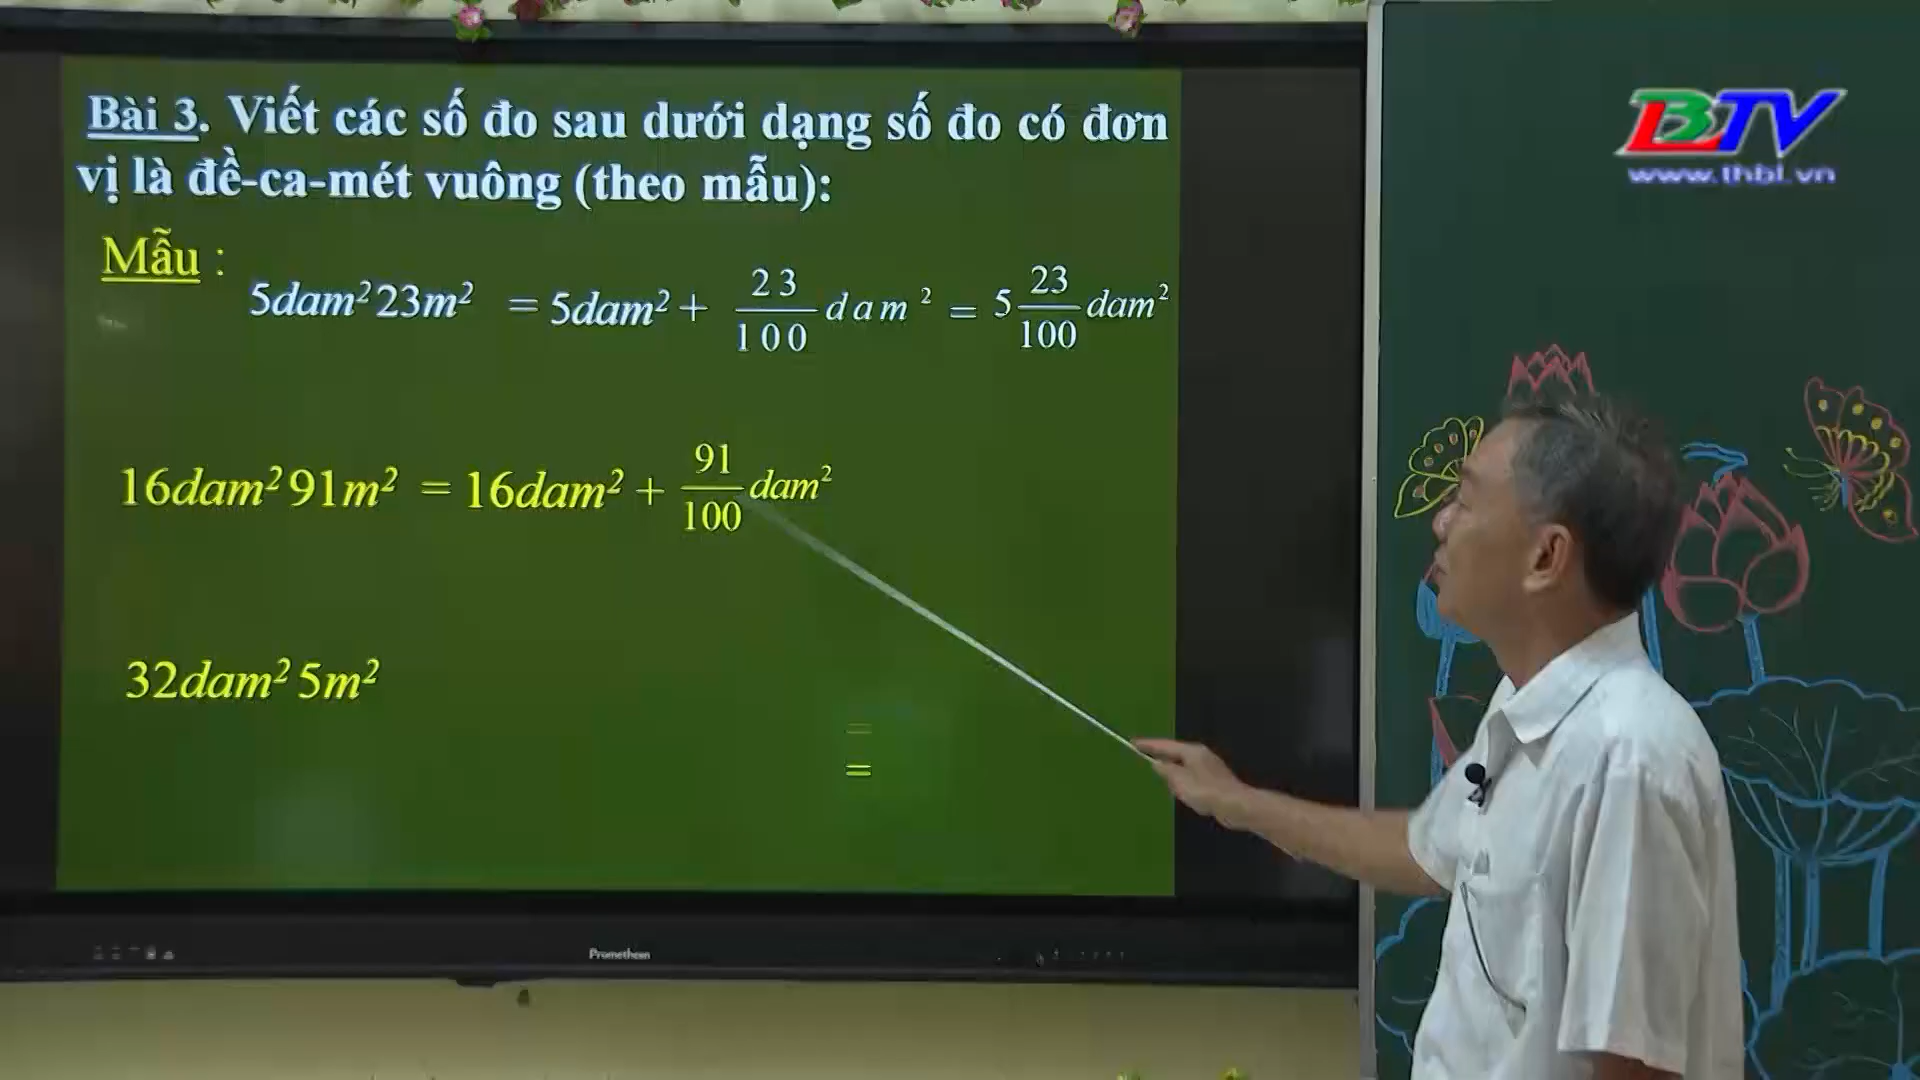 Bài 3. Viết các số đo sau dưới dạng số đo có đơn
vị là đề-ca-mét vuông (theo mẫu):
Mẫu :
5dam² 23m² = 5dam² + 23/100 dam² = 5 23/100 dam²
16dam² 91m² = 16dam² + 91/100 dam²
32dam² 5m²
=
=
BTV
www.thbl.vn
Promethean